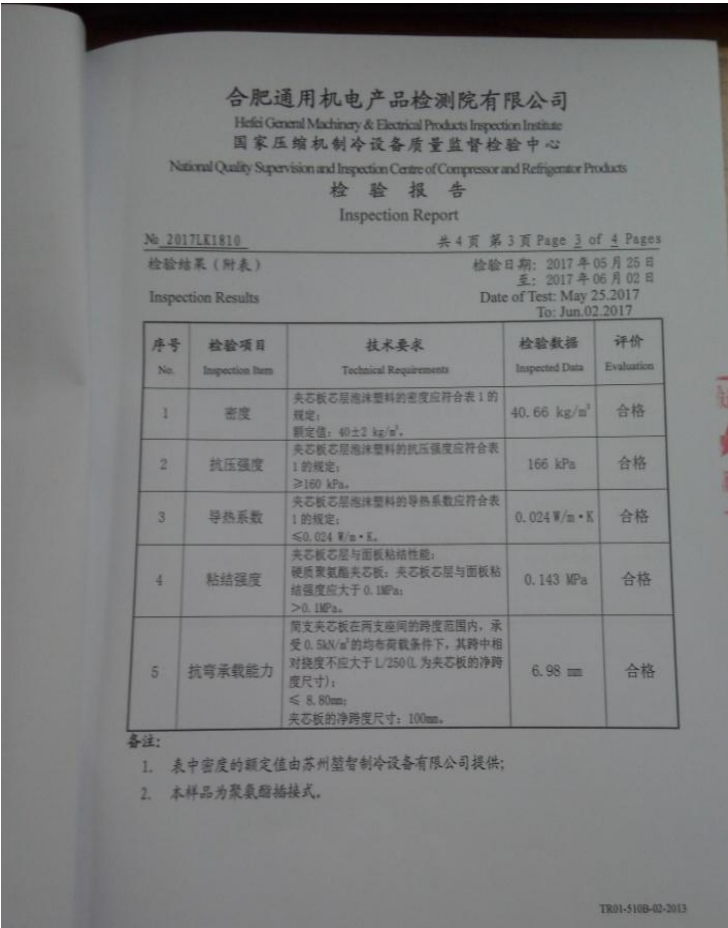 合肥通用机电产品检测院有限公司
Hefei General Machinery & Electrical Products Inspection Institute
国家压缩机制冷设备质量监督检验中心
National Quality Supervision and Inspection Centre of Compressor and Refrigerator Products
检 验 报 告
Inspection Report
№ 2017LK1810 共 4 页 第 3 页 Page 3 of 4 Pages
检验结果(附表) 检验日期: 2017 年 05 月 25 日
至: 2017 年 06 月 02 日
Inspection Results Date of Test: May 25.2017
To: Jun.02.2017
序号 检验项目 技术要求 检验数据 评价
No. Inspection Item Technical Requirements Inspected Data Evaluation
夹芯板芯层泡沫塑料的密度应符合表 1 的
1 密度 规定: 40.66 kg/m³ 合格
额定值: 40±2 kg/m³。
夹芯板芯层泡沫塑料的抗压强度应符合表
2 抗压强度 1 的规定: 166 kPa 合格
≥160 kPa。
夹芯板芯层泡沫塑料的导热系数应符合表
3 导热系数 1 的规定: 0.024 W/m·K 合格
≤0.024 W/m·K。
夹芯板芯层与面板粘结性能:
4 粘结强度 硬质聚氨酯夹芯板: 夹芯板芯层与面板粘 0.143 MPa 合格
结强度应大于 0.1MPa;
>0.1MPa。
简支夹芯板在两支座间的跨度范围内, 承
受 0.5kN/m²的均布荷载条件下, 其跨中相
5 抗弯承载能力 对挠度不应大于 L/250(L 为夹芯板的净跨 6.98 mm 合格
度尺寸);
≤ 8.80mm;
夹芯板的净跨度尺寸: 100mm。
备注:
1. 表中密度的额定值由苏州堃智制冷设备有限公司提供;
2. 本样品为聚氨酯插接式。
TR01-510B-02-2013